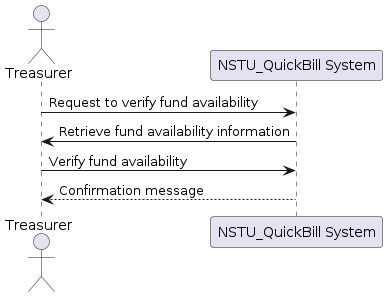 Treasurer
NSTU_QuickBill System
Request to verify fund availability
Retrieve fund availability information
Verify fund availability
Confirmation message
Treasurer
NSTU_QuickBill System